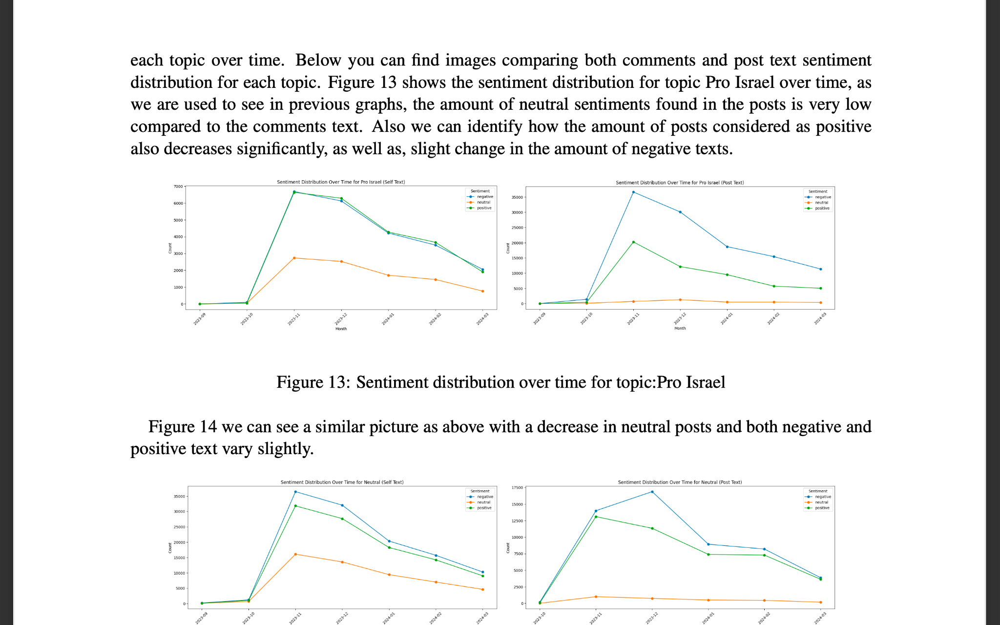 each topic over time. Below you can find images comparing both comments and post text sentiment
distribution for each topic. Figure 13 shows the sentiment distribution for topic Pro Israel over time, as
we are used to see in previous graphs, the amount of neutral sentiments found in the posts is very low
compared to the comments text. Also we can identify how the amount of posts considered as positive
also decreases significantly, as well as, slight change in the amount of negative texts.
Sentiment Distribution Over Time for Pro Israel (Self Text)
Sentiment
negative
neutral
positive
7000
6000
5000
4000
3000
2000
1000
0
Count
2023-09
2023-10
2023-11
2023-12
2024-01
2024-02
2024-03
Month
Sentiment Distribution Over Time for Pro Israel (Post Text)
Sentiment
negative
neutral
positive
35000
30000
25000
20000
15000
10000
5000
0
Count
2023-09
2023-10
2023-11
2023-12
2024-01
2024-02
2024-03
Month
Figure 13: Sentiment distribution over time for topic:Pro Israel
Figure 14 we can see a similar picture as above with a decrease in neutral posts and both negative and
positive text vary slightly.
Sentiment Distribution Over Time for Neutral (Self Text)
Sentiment
negative
neutral
positive
35000
30000
25000
20000
15000
10000
5000
0
Count
2023-09
2023-10
2023-11
2023-12
2024-01
2024-02
2024-03
Sentiment Distribution Over Time for Neutral (Post Text)
Sentiment
negative
neutral
positive
17500
15000
12500
10000
7500
5000
2500
0
Count
2023-10
2023-11
2023-12
2024-01
2024-02
2024-03